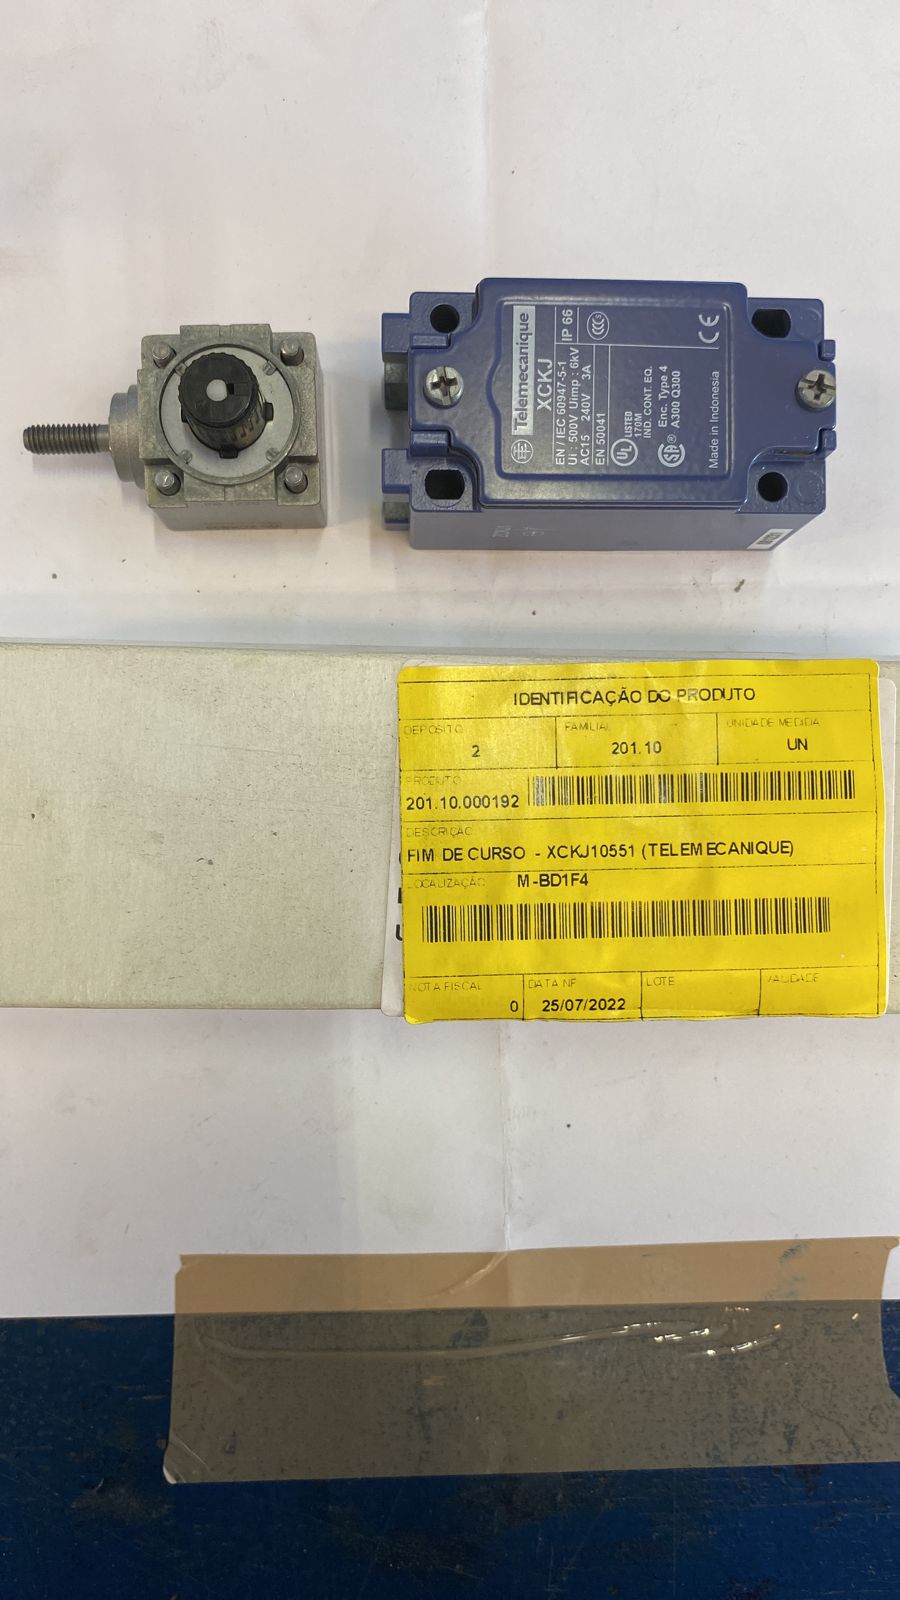 Telemecanique
XCKJ
IP 66
CCC S
EN / IEC 60947-5-1
Ui : 500V Uimp : 6kV
AC15 240V 3A
EN 50041
CE
UL LISTED
170M
IND. CONT. EQ.
Enc. Type 4
A300 Q300
Made in Indonesia
IDENTIFICAÇÃO DO PRODUTO
DEPOSITO
FAMILIA
UNIDADE MEDIDA
2
201.10
UN
PRODUTO
201.10.000192
DESCRIÇÃO
FIM DE CURSO - XCKJ10551 (TELEMECANIQUE)
LOCALIZAÇÃO M-BD1F4
NOTA FISCAL
DATA NF
LOTE
VALIDADE
0
25/07/2022